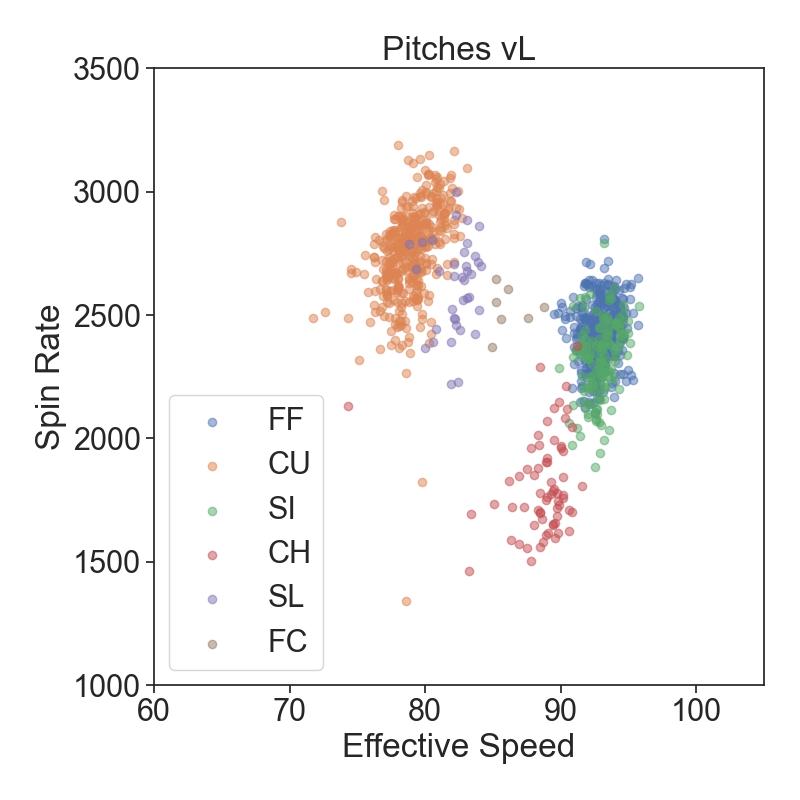 Pitches vL
3500
3000
2500
2000
1500
1000
Spin Rate
FF
CU
SI
CH
SL
FC
60 70 80 90 100
Effective Speed